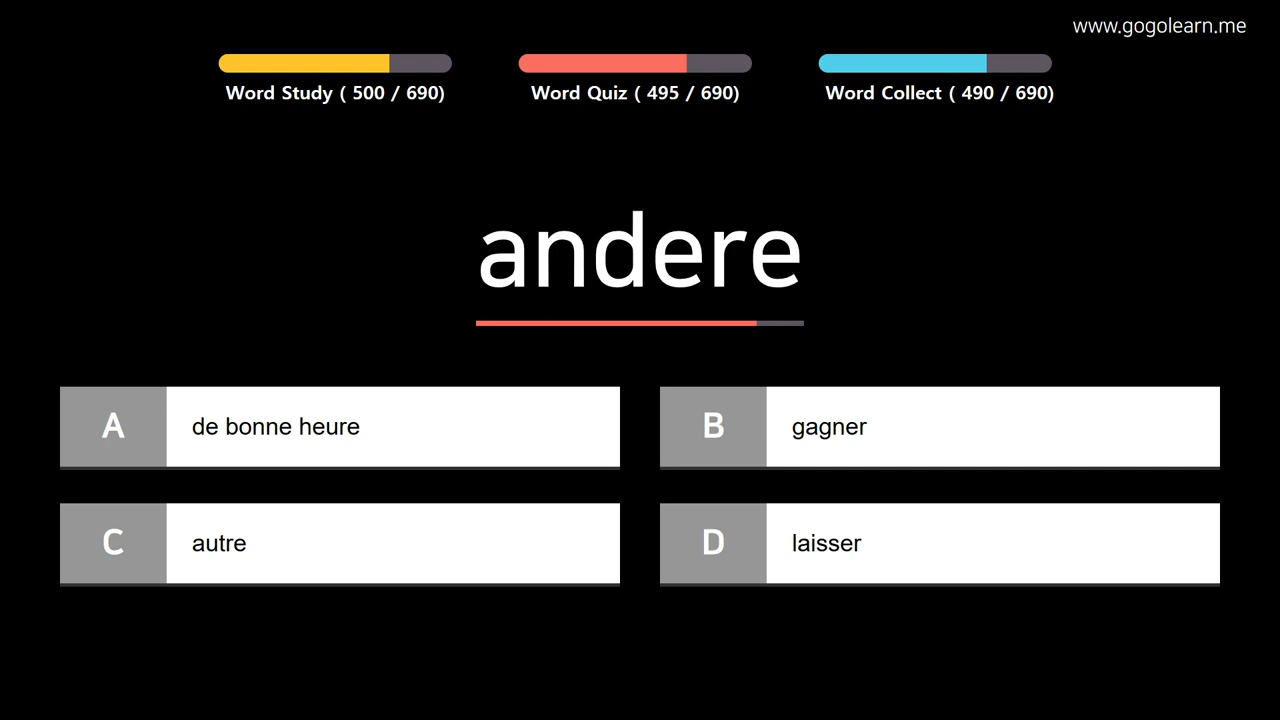 www.gogolearn.me
Word Study ( 500 / 690)
Word Quiz ( 495 / 690)
Word Collect ( 490 / 690)
andere
A de bonne heure
B gagner
C autre
D laisser